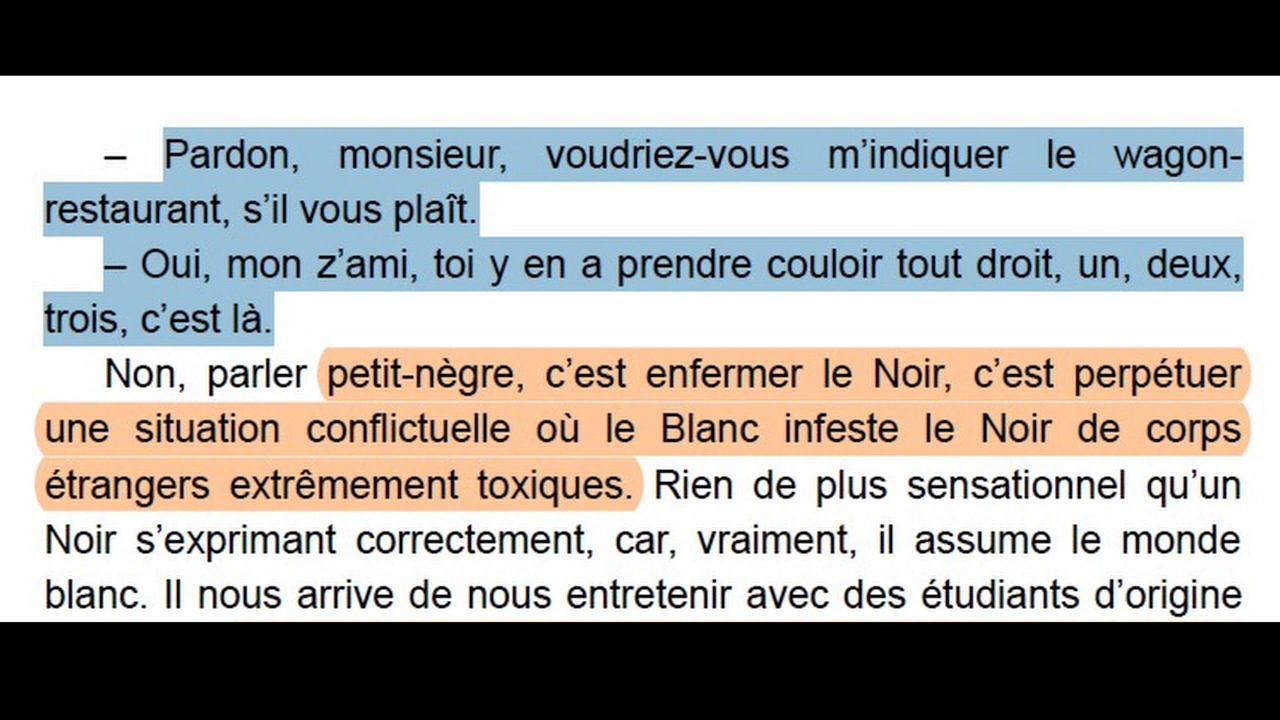 – Pardon, monsieur, voudriez-vous m’indiquer le wagon-
restaurant, s’il vous plaît.
– Oui, mon z’ami, toi y en a prendre couloir tout droit, un, deux,
trois, c’est là.
Non, parler petit-nègre, c’est enfermer le Noir, c’est perpétuer
une situation conflictuelle où le Blanc infeste le Noir de corps
étrangers extrêmement toxiques. Rien de plus sensationnel qu’un
Noir s’exprimant correctement, car, vraiment, il assume le monde
blanc. Il nous arrive de nous entretenir avec des étudiants d’origine